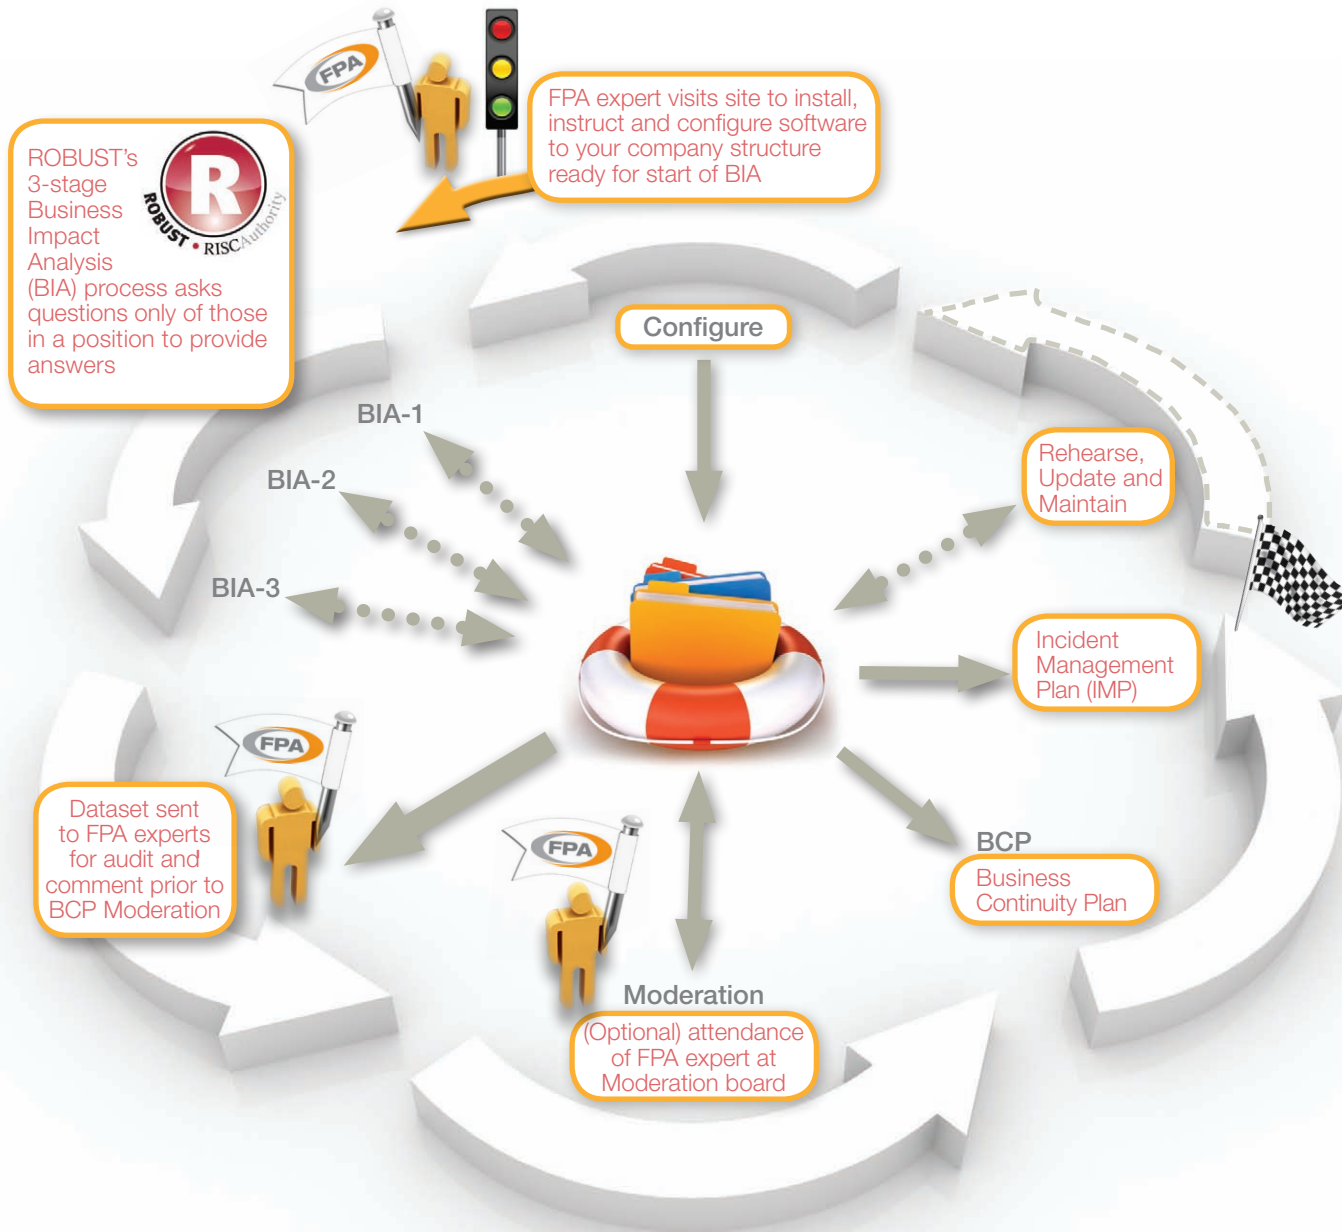 FPA
FPA expert visits site to install,
instruct and configure software
to your company structure
ready for start of BIA
ROBUST's
3-stage
Business
Impact
Analysis
(BIA) process asks
questions only of those
in a position to provide
answers
R
ROBUST • RISCAuthority
Configure
BIA-1
BIA-2
BIA-3
Rehearse,
Update and
Maintain
Incident
Management
Plan (IMP)
BCP
Business
Continuity Plan
FPA
Dataset sent
to FPA experts
for audit and
comment prior to
BCP Moderation
FPA
Moderation
(Optional) attendance
of FPA expert at
Moderation board